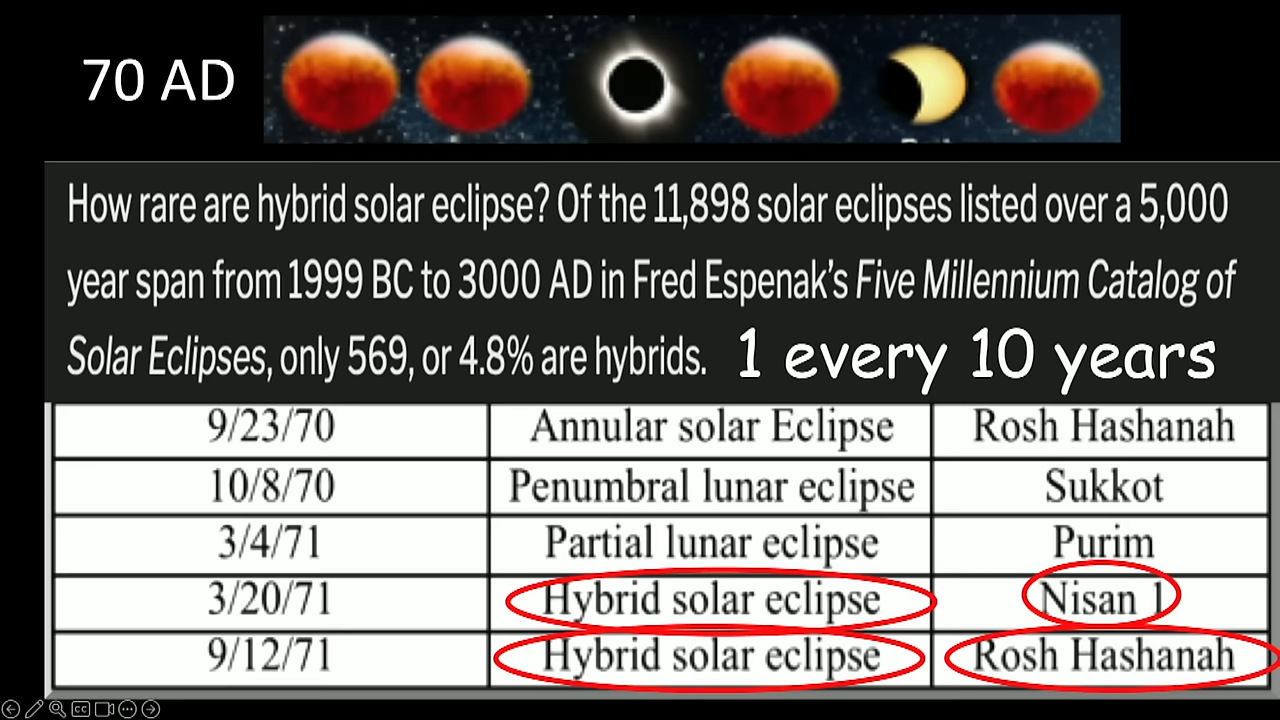 70 AD
How rare are hybrid solar eclipse? Of the 11,898 solar eclipses listed over a 5,000
year span from 1999 BC to 3000 AD in Fred Espenak's Five Millennium Catalog of
Solar Eclipses, only 569, or 4.8% are hybrids. 1 every 10 years
9/23/70 Annular solar Eclipse Rosh Hashanah
10/8/70 Penumbral lunar eclipse Sukkot
3/4/71 Partial lunar eclipse Purim
3/20/71 Hybrid solar eclipse Nisan 1
9/12/71 Hybrid solar eclipse Rosh Hashanah
CC